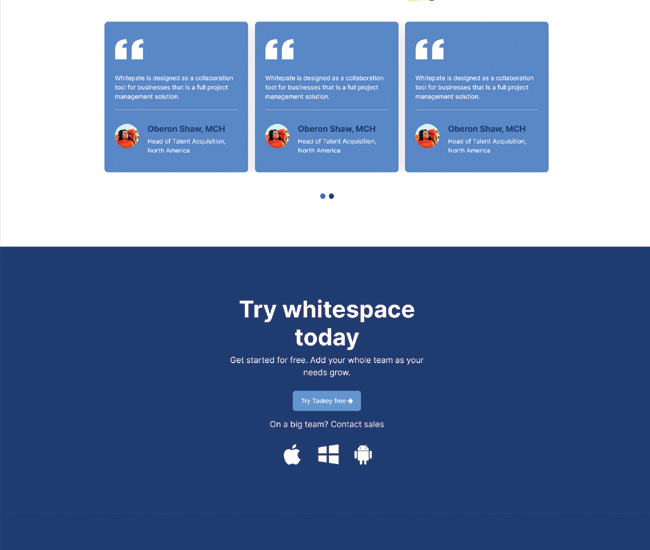 Whitepate is designed as a collaboration
tool for businesses that is a full project
management solution.
Oberon Shaw, MCH
Head of Talent Acquisition,
North America
Whitepate is designed as a collaboration
tool for businesses that is a full project
management solution.
Oberon Shaw, MCH
Head of Talent Acquisition,
North America
Whitepate is designed as a collaboration
tool for businesses that is a full project
management solution.
Oberon Shaw, MCH
Head of Talent Acquisition,
North America
Try whitespace
today
Get started for free. Add your whole team as your
needs grow.
Try Taskey free
On a big team? Contact sales